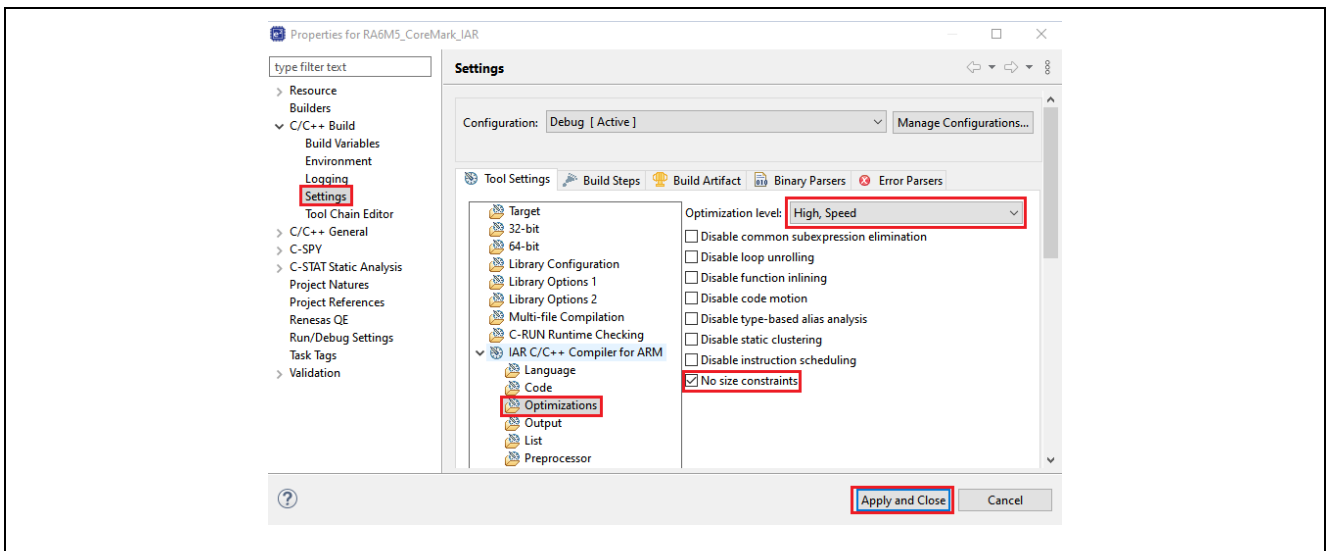 Properties for RA6M5_CoreMark_IAR
type filter text
Resource
Builders
C/C++ Build
Build Variables
Environment
Logging
Settings
Tool Chain Editor
C/C++ General
C-SPY
C-STAT Static Analysis
Project Natures
Project References
Renesas QE
Run/Debug Settings
Task Tags
Validation
Settings
Configuration: Debug [ Active ] Manage Configurations...
Tool Settings Build Steps Build Artifact Binary Parsers Error Parsers
Target
32-bit
64-bit
Library Configuration
Library Options 1
Library Options 2
Multi-file Compilation
C-RUN Runtime Checking
IAR C/C++ Compiler for ARM
Language
Code
Optimizations
Output
List
Preprocessor
Optimization level: High, Speed
Disable common subexpression elimination
Disable loop unrolling
Disable function inlining
Disable code motion
Disable type-based alias analysis
Disable static clustering
Disable instruction scheduling
No size constraints
Apply and Close Cancel